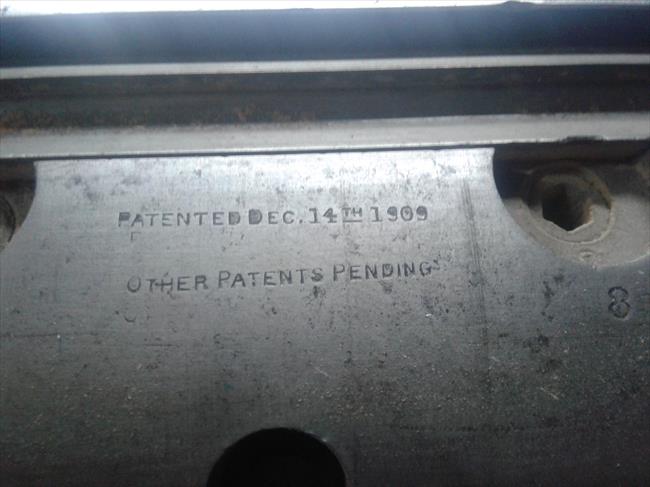 PATENTED DEC. 14TH 1909
OTHER PATENTS PENDING
8